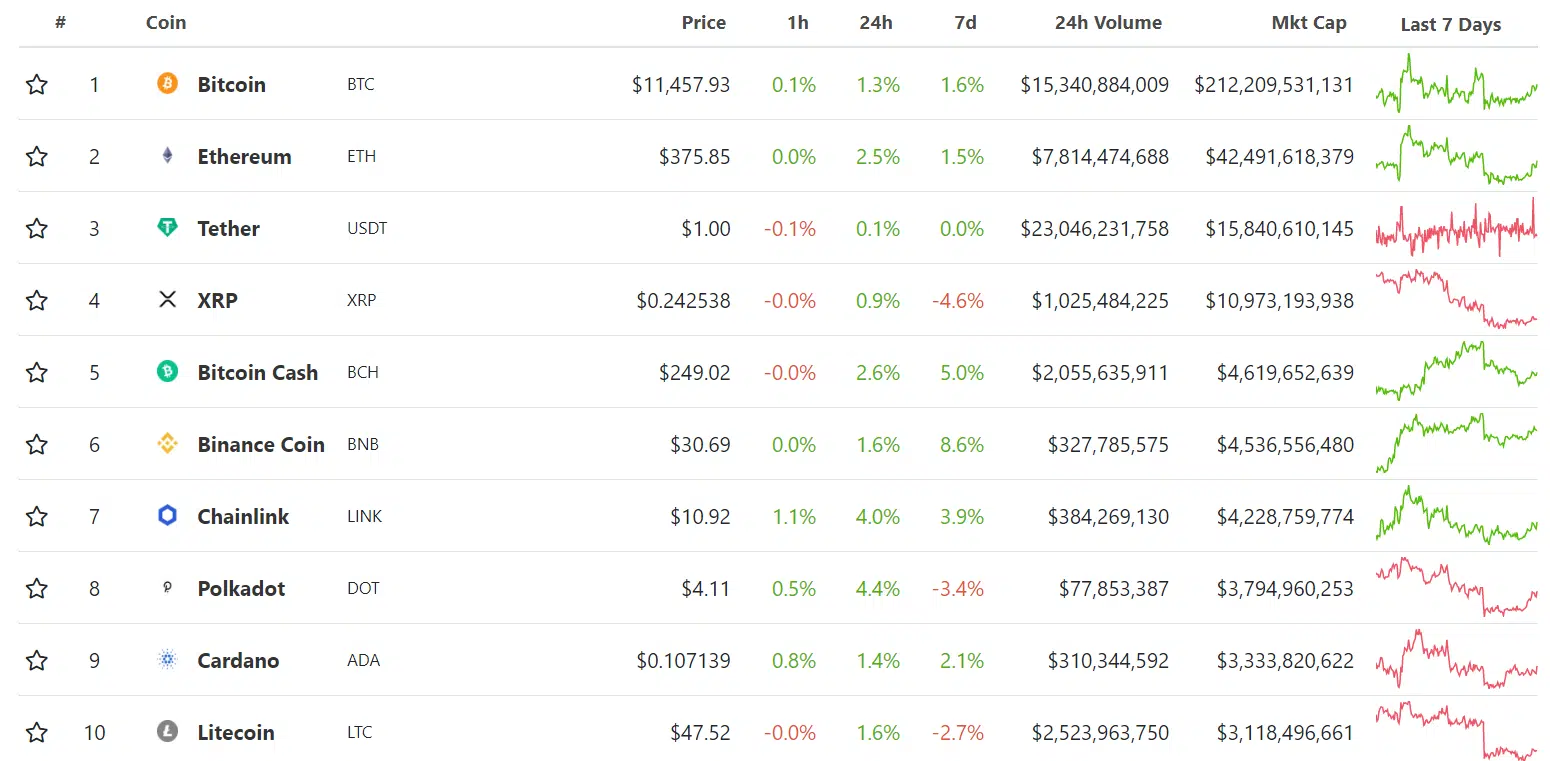 # Coin Price 1h 24h 7d 24h Volume Mkt Cap Last 7 Days
1 Bitcoin BTC $11,457.93 0.1% 1.3% 1.6% $15,340,884,009 $212,209,531,131
2 Ethereum ETH $375.85 0.0% 2.5% 1.5% $7,814,474,688 $42,491,618,379
3 Tether USDT $1.00 -0.1% 0.1% 0.0% $23,046,231,758 $15,840,610,145
4 XRP XRP $0.242538 -0.0% 0.9% -4.6% $1,025,484,225 $10,973,193,938
5 Bitcoin Cash BCH $249.02 -0.0% 2.6% 5.0% $2,055,635,911 $4,619,652,639
6 Binance Coin BNB $30.69 0.0% 1.6% 8.6% $327,785,575 $4,536,556,480
7 Chainlink LINK $10.92 1.1% 4.0% 3.9% $384,269,130 $4,228,759,774
8 Polkadot DOT $4.11 0.5% 4.4% -3.4% $77,853,387 $3,794,960,253
9 Cardano ADA $0.107139 0.8% 1.4% 2.1% $310,344,592 $3,333,820,622
10 Litecoin LTC $47.52 -0.0% 1.6% -2.7% $2,523,963,750 $3,118,496,661